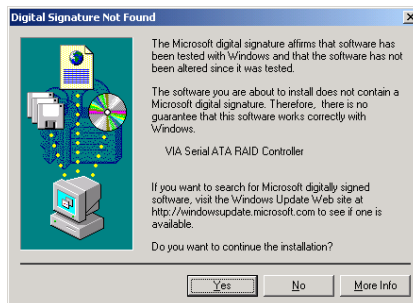 Digital Signature Not Found
The Microsoft digital signature affirms that software has
been tested with Windows and that the software has not
been altered since it was tested.
The software you are about to install does not contain a
Microsoft digital signature. Therefore, there is no
guarantee that this software works correctly with
Windows.
VIA Serial ATA RAID Controller
If you want to search for Microsoft digitally signed
software, visit the Windows Update Web site at
http://windowsupdate.microsoft.com to see if one is
available.
Do you want to continue the installation?
Yes No More Info